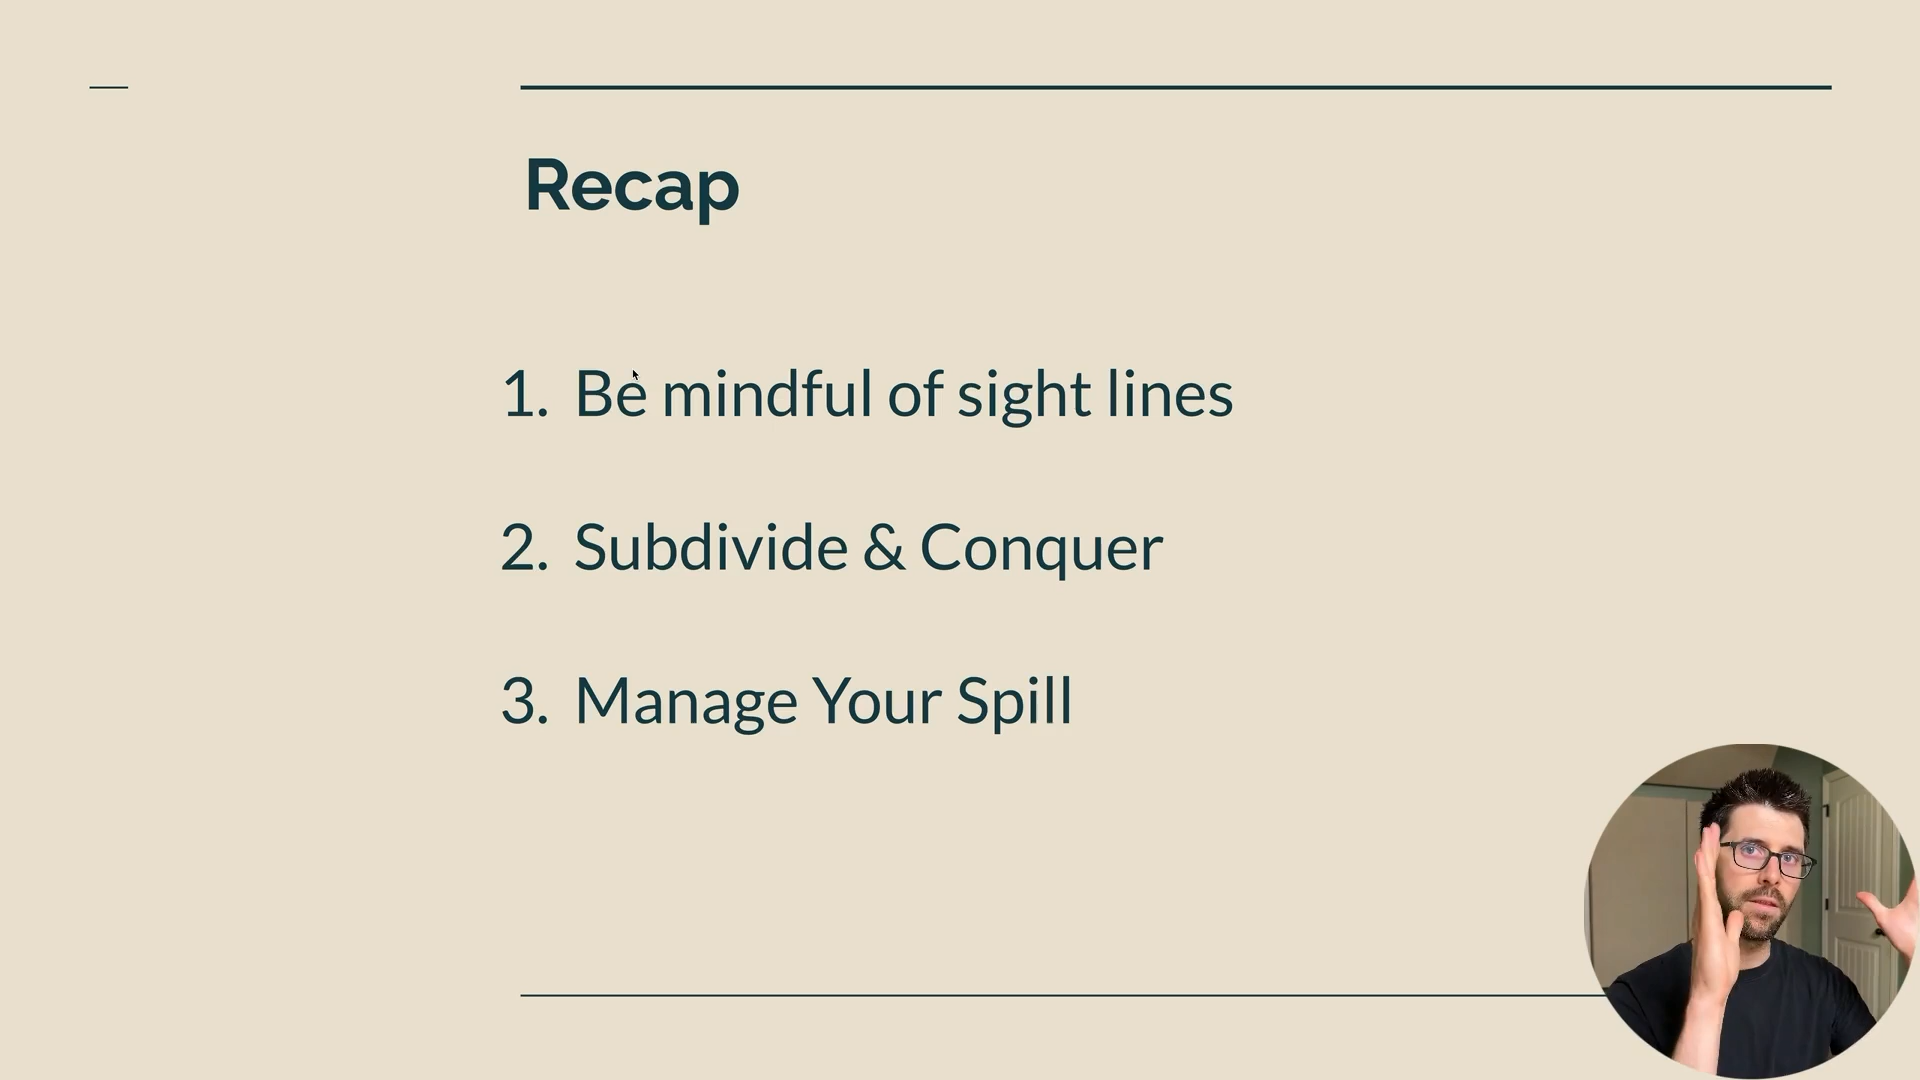 Recap
1. Be mindful of sight lines
2. Subdivide & Conquer
3. Manage Your Spill